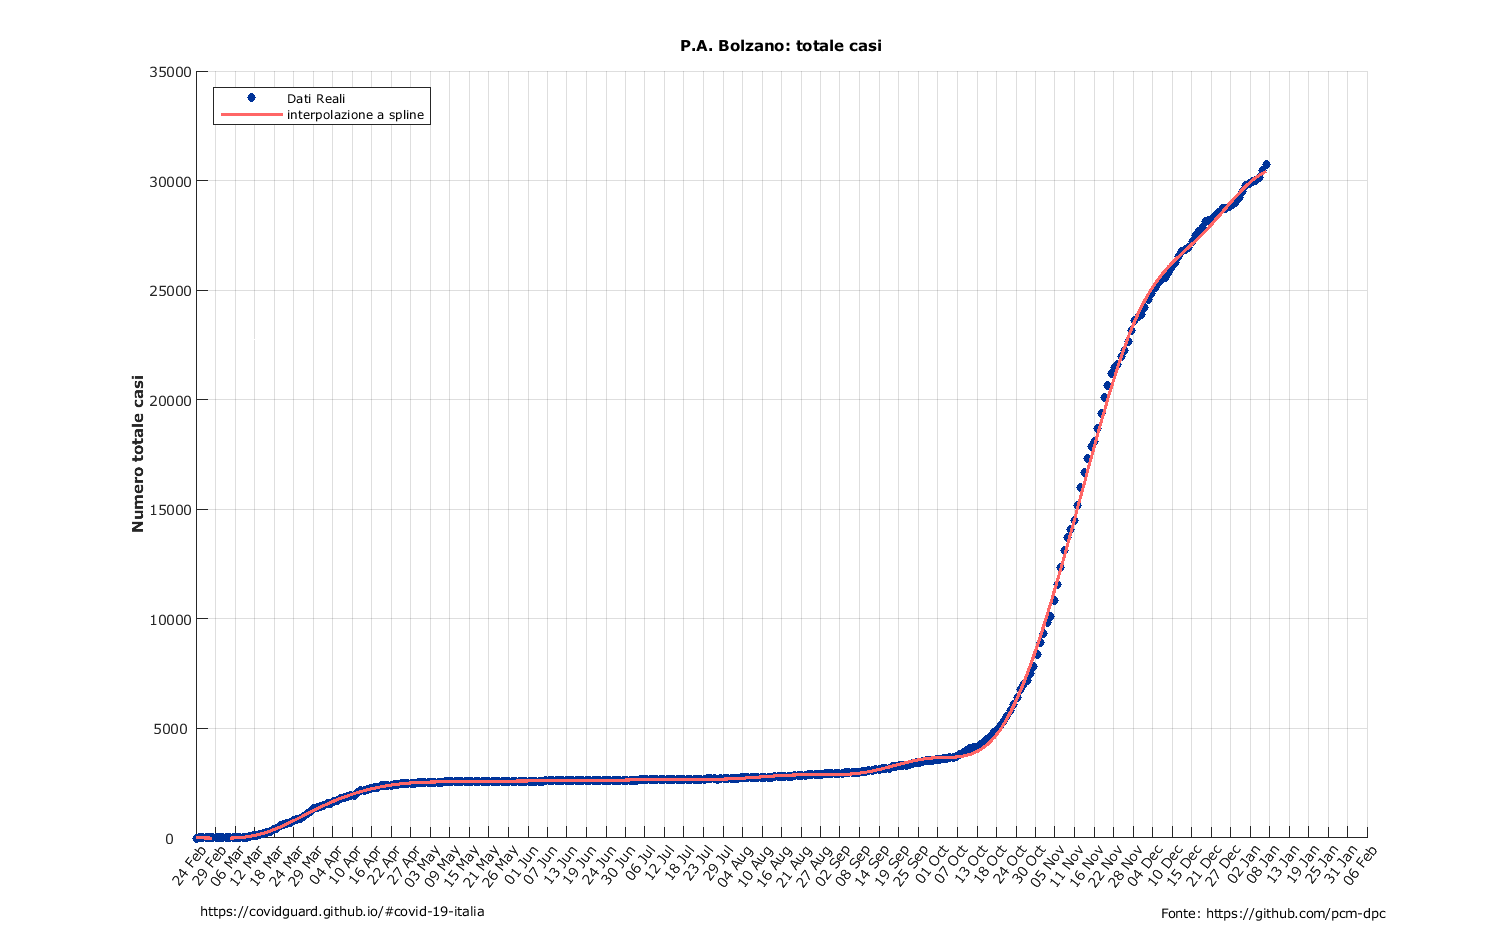 P.A. Bolzano: totale casi
35000
30000
25000
20000
15000
10000
5000
0
Dati Reali
interpolazione a spline
Numero totale casi
24 Feb
29 Feb
06 Mar
12 Mar
18 Mar
24 Mar
29 Mar
04 Apr
10 Apr
16 Apr
22 Apr
27 Apr
03 May
09 May
15 May
21 May
26 May
01 Jun
07 Jun
13 Jun
19 Jun
24 Jun
30 Jun
06 Jul
12 Jul
18 Jul
23 Jul
29 Jul
04 Aug
10 Aug
16 Aug
21 Aug
27 Aug
02 Sep
08 Sep
14 Sep
19 Sep
25 Sep
01 Oct
07 Oct
13 Oct
18 Oct
24 Oct
30 Oct
05 Nov
11 Nov
16 Nov
22 Nov
28 Nov
04 Dec
10 Dec
15 Dec
21 Dec
27 Dec
02 Jan
08 Jan
13 Jan
19 Jan
25 Jan
31 Jan
06 Feb
https://covidguard.github.io/#covid-19-italia
Fonte: https://github.com/pcm-dpc